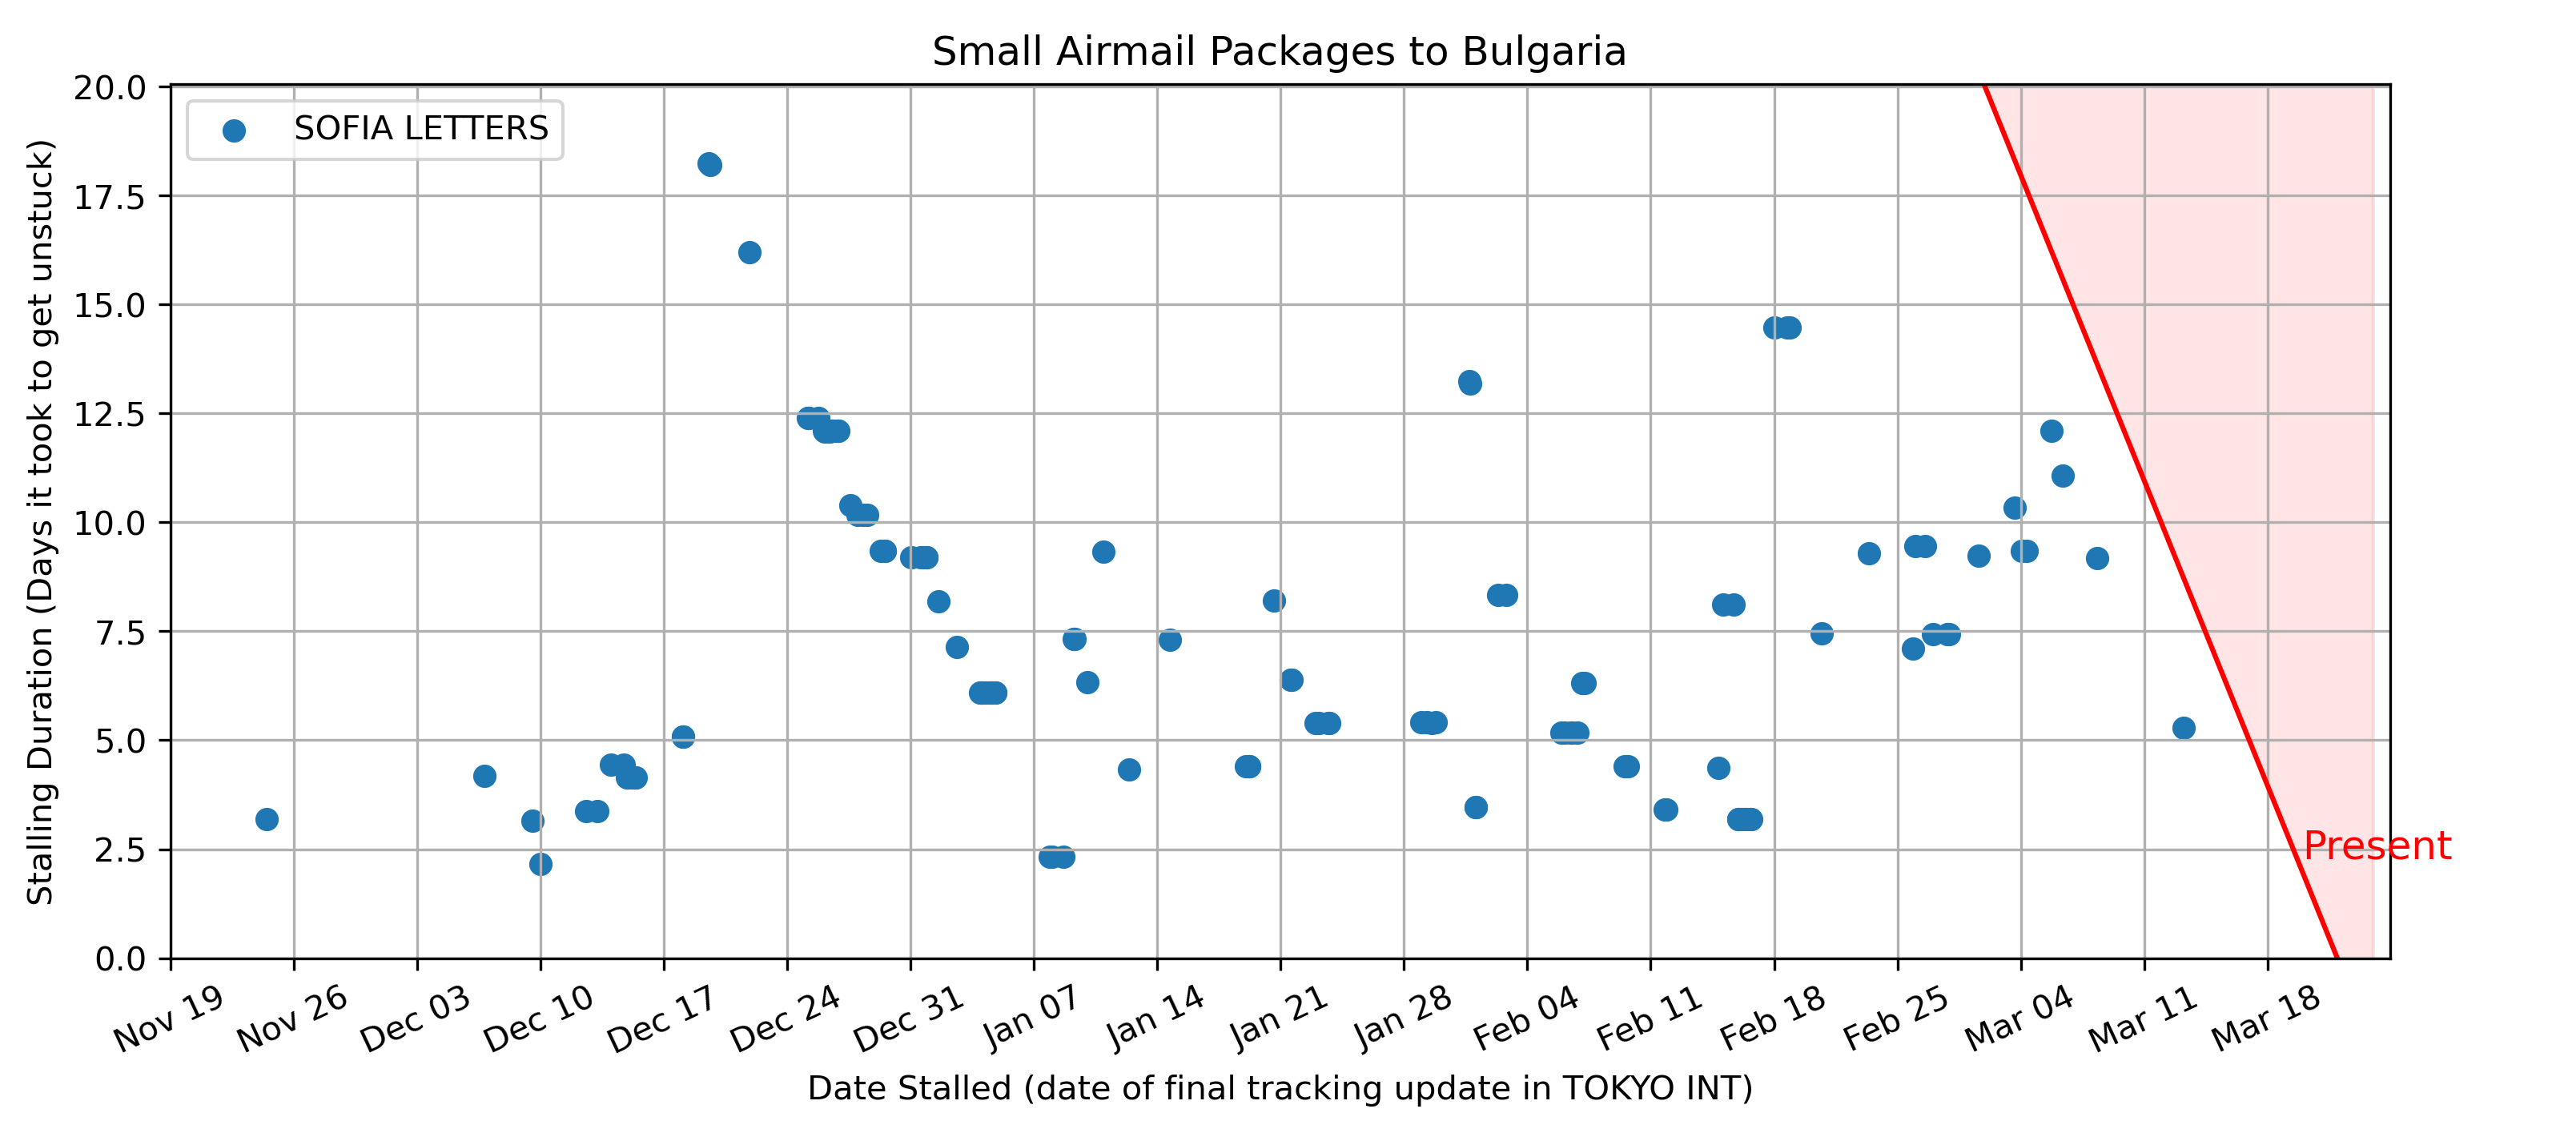 Small Airmail Packages to Bulgaria
SOFIA LETTERS
Stalling Duration (Days it took to get unstuck)
20.0
17.5
15.0
12.5
10.0
7.5
5.0
2.5
0.0
Present
Nov 19
Nov 26
Dec 03
Dec 10
Dec 17
Dec 24
Dec 31
Jan 07
Jan 14
Jan 21
Jan 28
Feb 04
Feb 11
Feb 18
Feb 25
Mar 04
Mar 11
Mar 18
Date Stalled (date of final tracking update in TOKYO INT)